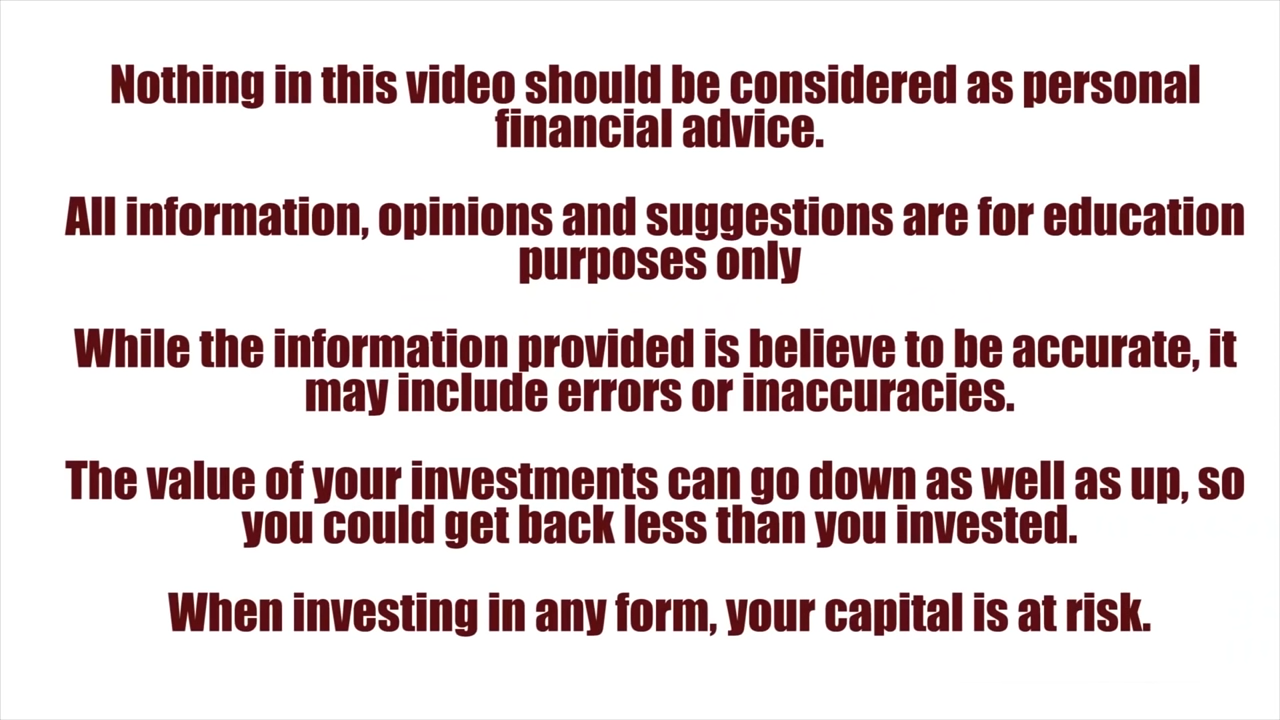 Nothing in this video should be considered as personal
financial advice.
All information, opinions and suggestions are for education
purposes only
While the information provided is believe to be accurate, it
may include errors or inaccuracies.
The value of your investments can go down as well as up, so
you could get back less than you invested.
When investing in any form, your capital is at risk.